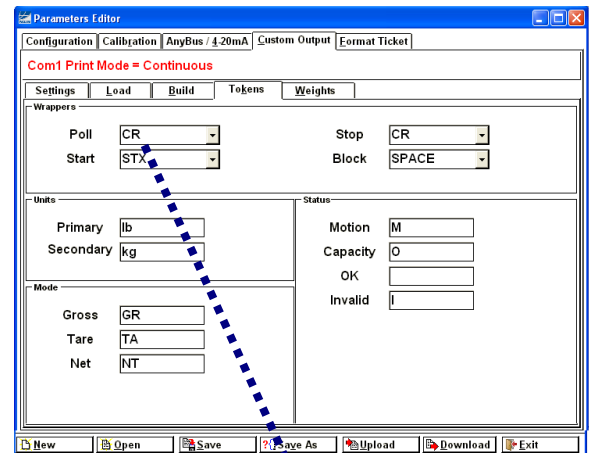 Parameters Editor
Configuration Calibration AnyBus / 4-20mA Custom Output Format Ticket
Com1 Print Mode = Continuous
Settings Load Build Tokens Weights
Wrappers
Poll CR Stop CR
Start STX Block SPACE
Units Status
Primary lb Motion M
Secondary kg Capacity O
OK
Mode Invalid I
Gross GR
Tare TA
Net NT
New Open Save Save As Upload Download Exit